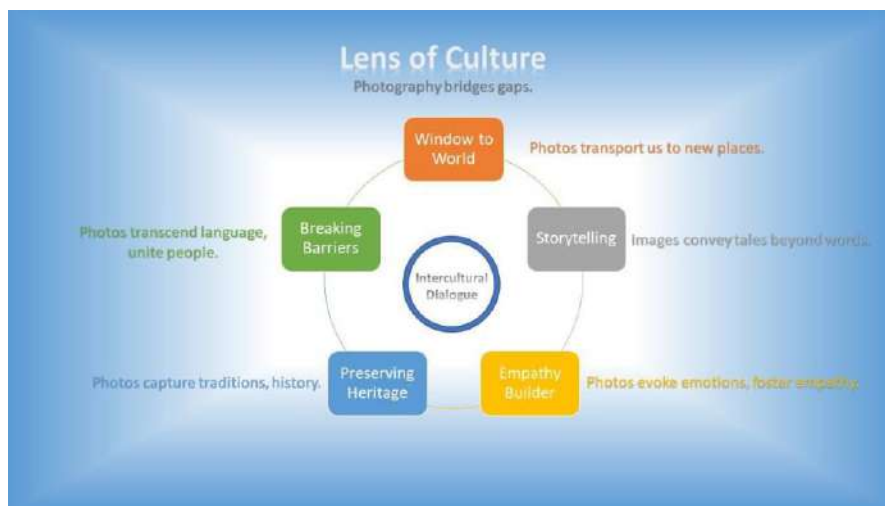 Lens of Culture
Photography bridges gaps.
Window to
World
Photos transport us to new places.
Storytelling
Images convey tales beyond words.
Empathy
Builder
Photos evoke emotions, foster empathy.
Preserving
Heritage
Photos capture traditions, history.
Breaking
Barriers
Photos transcend language,
unite people.
Intercultural
Dialogue